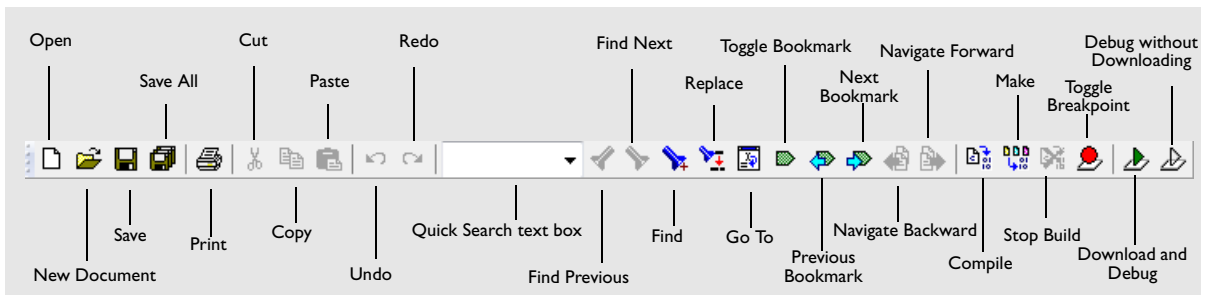 Open
Cut
Redo
Find Next
Toggle Bookmark
Navigate Forward
Debug without
Downloading
Save All
Paste
Replace
Next
Bookmark
Make
Toggle
Breakpoint
Save
Print
Copy
Quick Search text box
Find
Go To
Navigate Backward
Stop Build
New Document
Undo
Find Previous
Previous
Bookmark
Compile
Download and
Debug